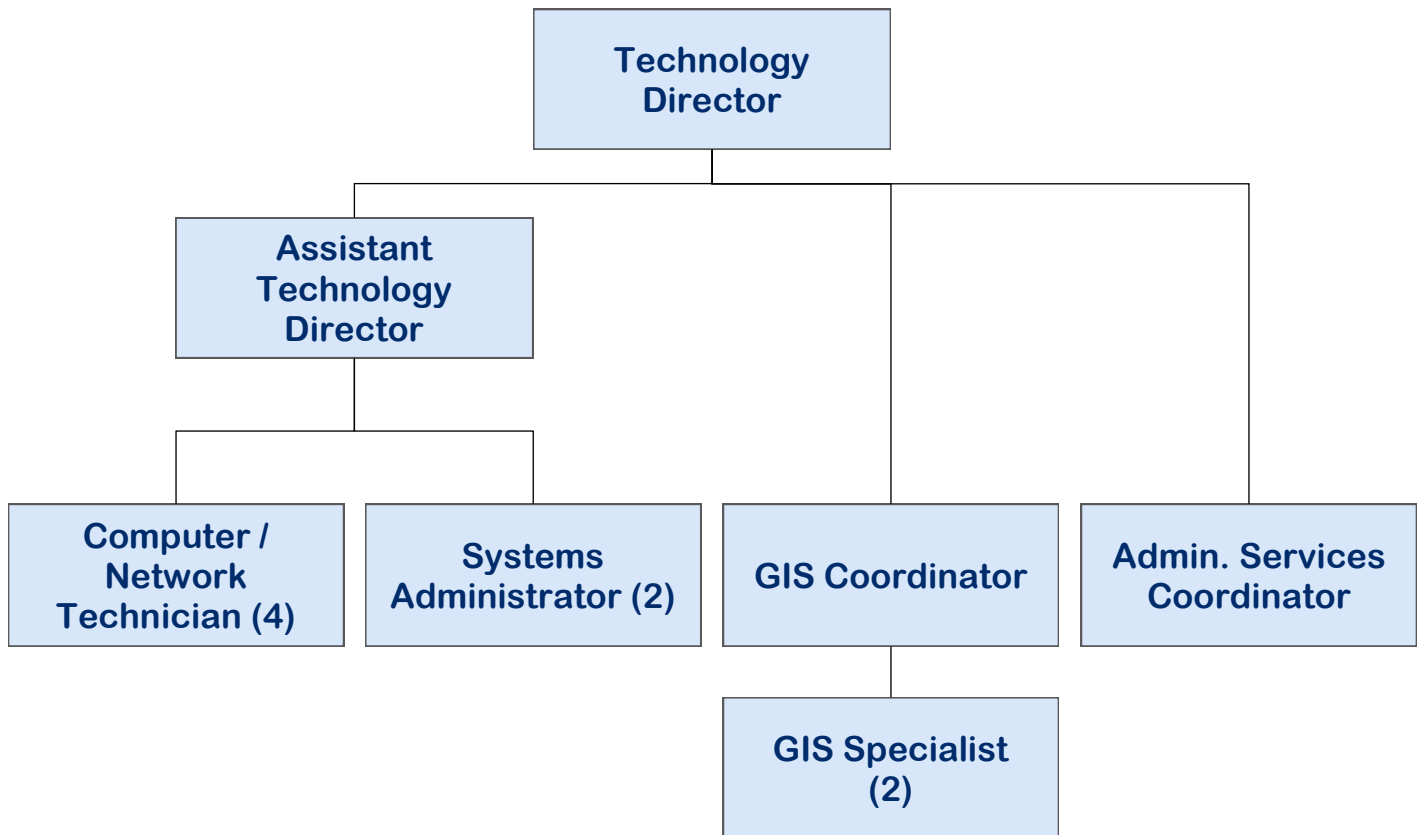 Technology
Director
Assistant
Technology
Director
Computer /
Network
Technician (4)
Systems
Administrator (2)
GIS Coordinator
Admin. Services
Coordinator
GIS Specialist
(2)